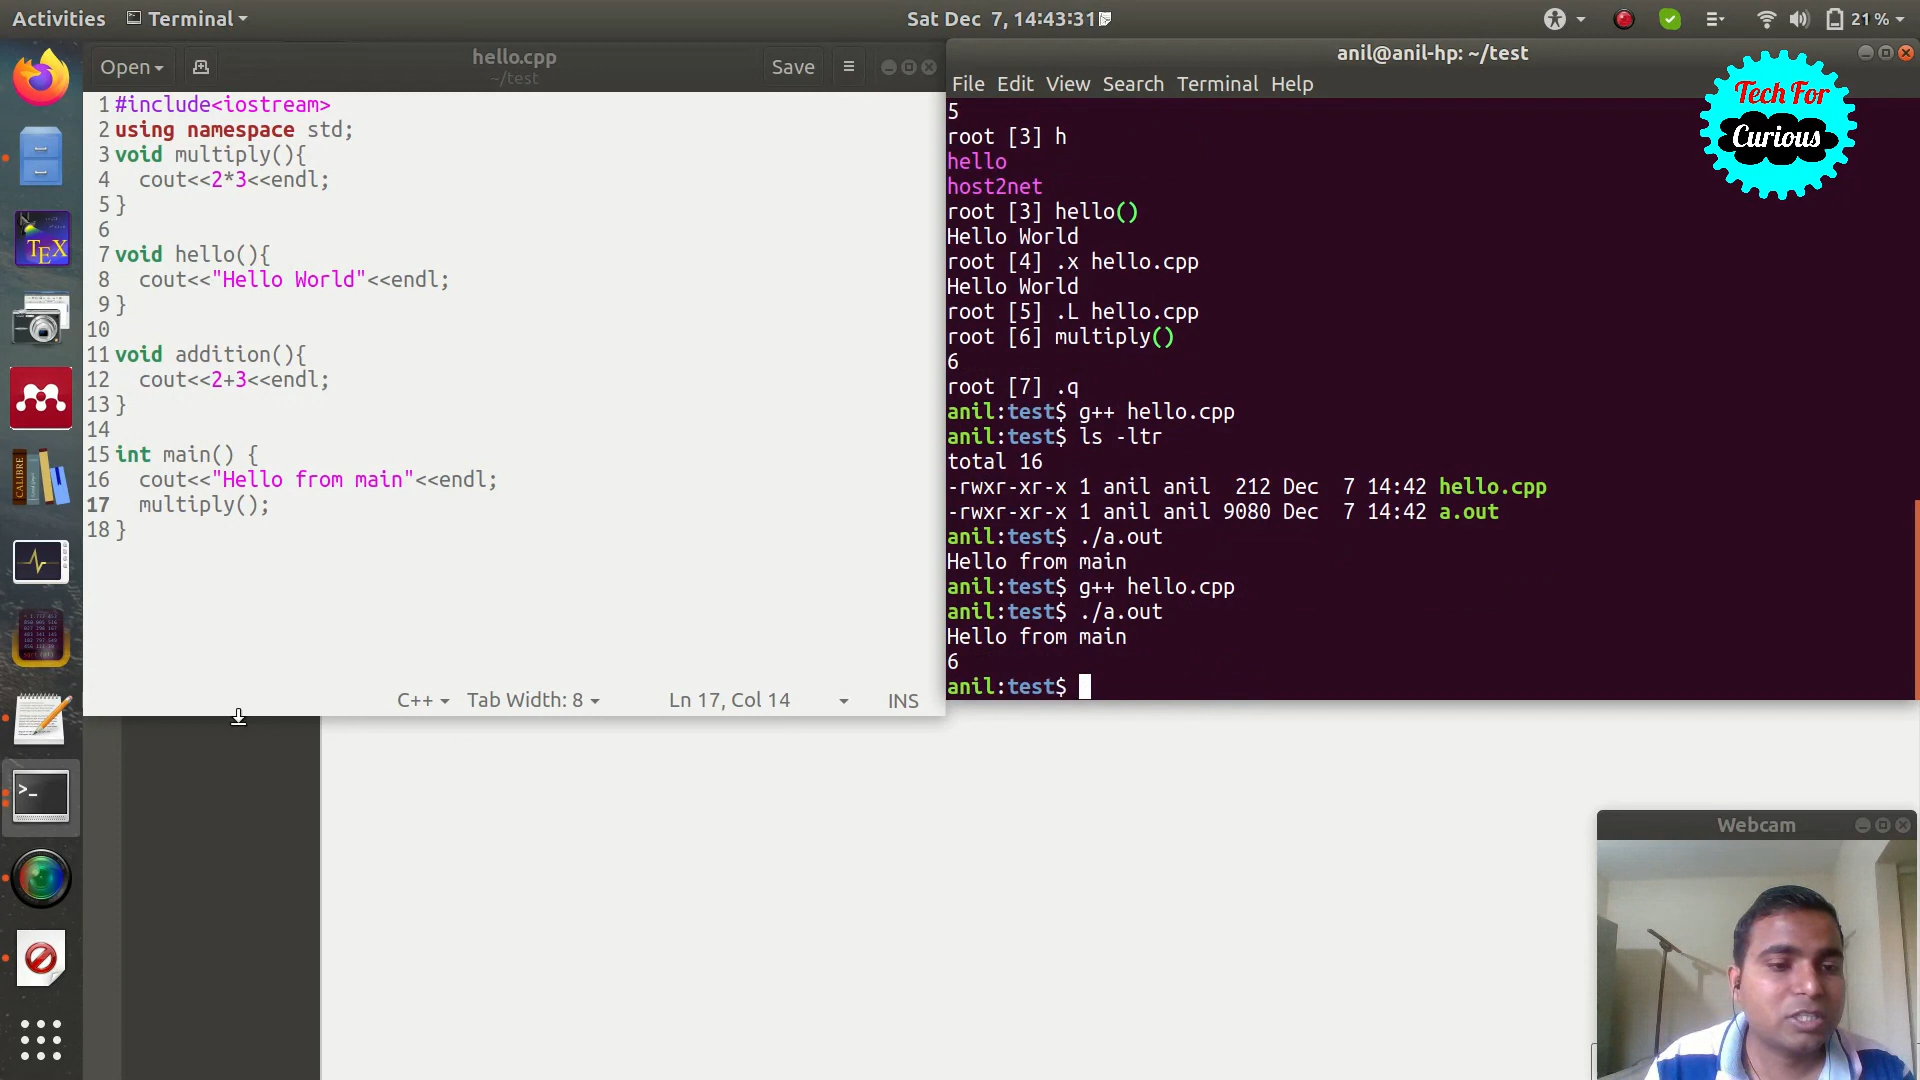 Activities
Terminal
Sat Dec 7, 14:43:31
21 %
Open
hello.cpp
~/test
Save
1 #include<iostream>
2 using namespace std;
3 void multiply(){
4   cout<<2*3<<endl;
5 }
6
7 void hello(){
8   cout<<"Hello World"<<endl;
9 }
10
11 void addition(){
12   cout<<2+3<<endl;
13 }
14
15 int main() {
16   cout<<"Hello from main"<<endl;
17   multiply();
18 }
C++
Tab Width: 8
Ln 17, Col 14
INS
anil@anil-hp: ~/test
File Edit View Search Terminal Help
5
root [3] h
hello
host2net
root [3] hello()
Hello World
root [4] .x hello.cpp
Hello World
root [5] .L hello.cpp
root [6] multiply()
6
root [7] .q
anil:test$ g++ hello.cpp
anil:test$ ls -ltr
total 16
-rwxr-xr-x 1 anil anil  212 Dec  7 14:42 hello.cpp
-rwxr-xr-x 1 anil anil 9080 Dec  7 14:42 a.out
anil:test$ ./a.out
Hello from main
anil:test$ g++ hello.cpp
anil:test$ ./a.out
Hello from main
6
anil:test$
Tech For
Curious
TEX
CALIBRE
>_
Webcam